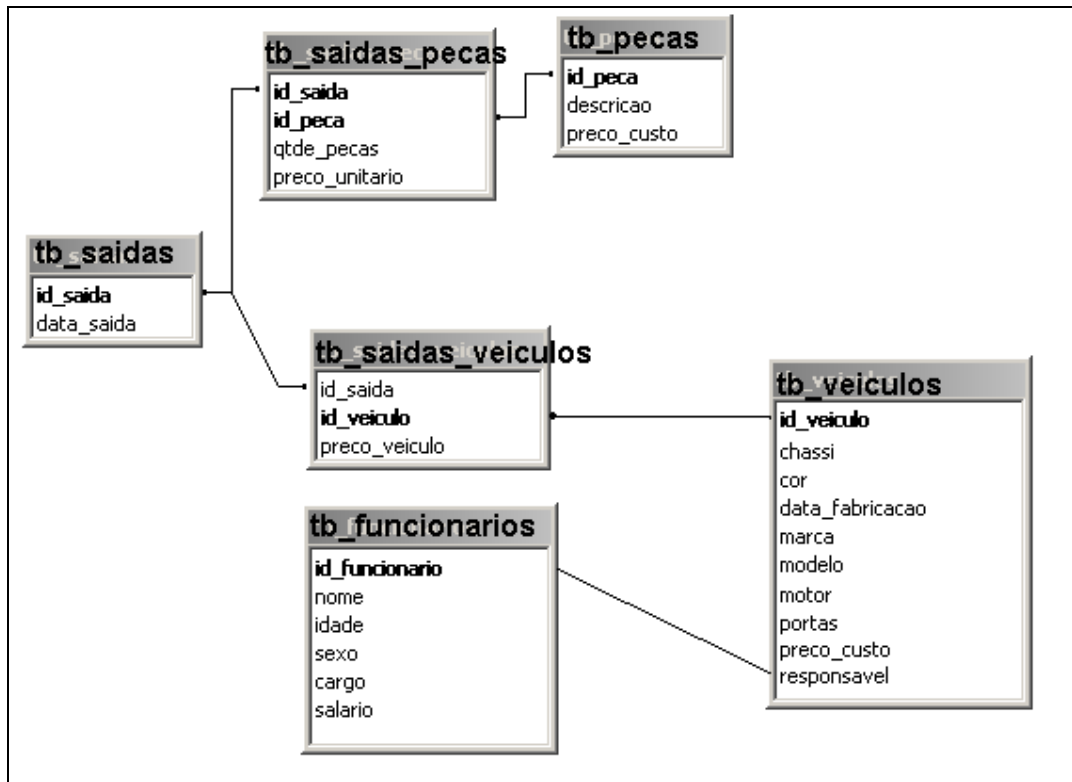 tb_saidas_pecas
id_saida
id_peca
qtde_pecas
preco_unitario
tb_pecas
id_peca
descricao
preco_custo
tb_saidas
id_saida
data_saida
tb_saidas_veiculos
id_saida
id_veiculo
preco_veiculo
tb_veiculos
id_veiculo
chassi
cor
data_fabricacao
marca
modelo
motor
portas
preco_custo
responsavel
tb_funcionarios
id_funcionario
nome
idade
sexo
cargo
salario